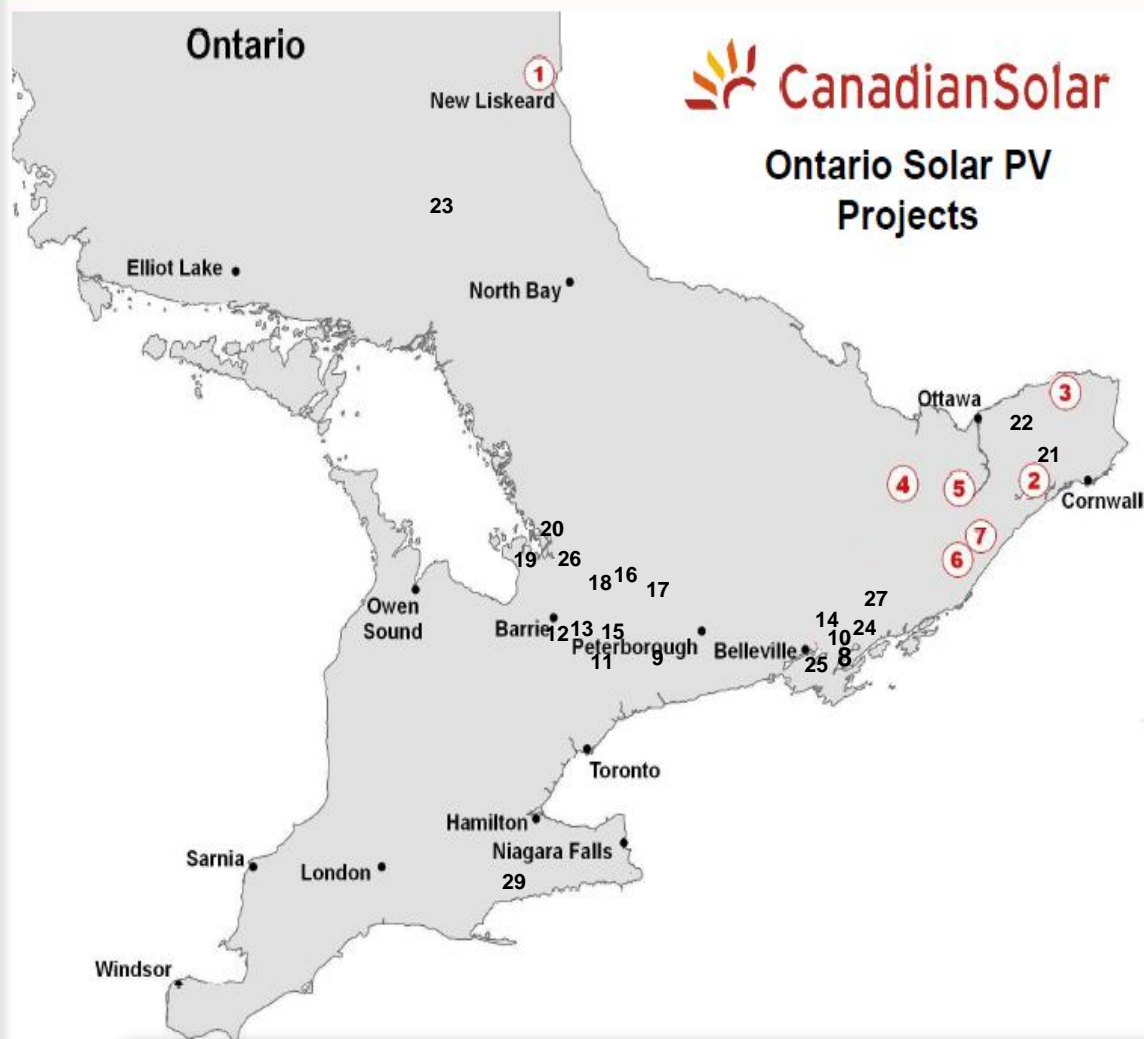 Ontario
CanadianSolar
Ontario Solar PV
Projects
1
New Liskeard
23
Elliot Lake
North Bay
Ottawa
3
22
21
4
5
2
Cornwall
7
6
20
19
26
18
16
17
27
Owen
Sound
Barrie
12
13
15
14
24
10
Peterborough
Belleville
8
11
9
25
Toronto
Hamilton
Niagara Falls
Sarnia
London
29
Windsor